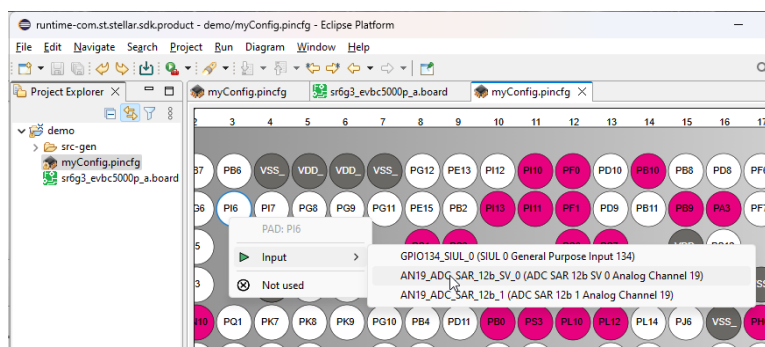 runtime-com.st.stellar.sdk.product - demo/myConfig.pincfg - Eclipse Platform
File Edit Navigate Search Project Run Diagram Window Help
Project Explorer
myConfig.pincfg sr6g3_evbc5000p_a.board myConfig.pincfg
demo
src-gen
myConfig.pincfg
sr6g3_evbc5000p_a.board
2 3 4 5 6 7 8 9 10 11 12 13 14 15 16 17
B7 PB6 VSS_ VDD_ VDD_ VSS_ PG12 PE13 PI12 PI10 PF0 PD10 PB10 PB8 PD8
PI6 PI7 PG8 PG9 PG11 PE15 PB2 PI13 PI11 PF1 PD9 PB11 PB9 PA3
PAD: PI6
Input
Not used
GPIO134_SIUL_0 (SIUL 0 General Purpose Input 134)
AN19_ADC_SAR_12b_SV_0 (ADC SAR 12b SV 0 Analog Channel 19)
AN19_ADC_SAR_12b_1 (ADC SAR 12b 1 Analog Channel 19)
PQ1 PK7 PK8 PK9 PG10 PB4 PD11 PB0 PS3 PL10 PL12 PL14 PJ6 VSS_